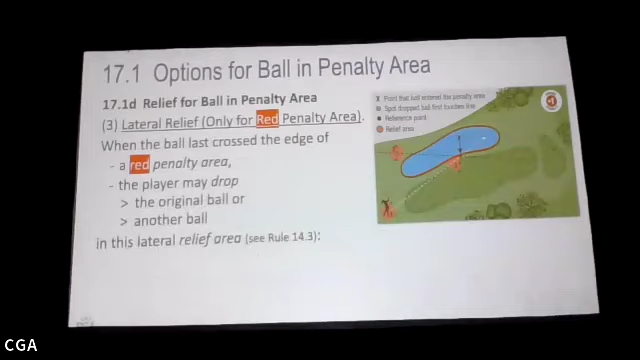 17.1 Options for Ball in Penalty Area
17.1d Relief for Ball in Penalty Area
(3) Lateral Relief (Only for Red Penalty Area).
When the ball last crossed the edge of
- a red penalty area,
- the player may drop
> the original ball or
> another ball
in this lateral relief area (see Rule 14.3):
X Point that ball entered the penalty area
Spot dropped ball first touches line
Reference point
Relief area
CGA